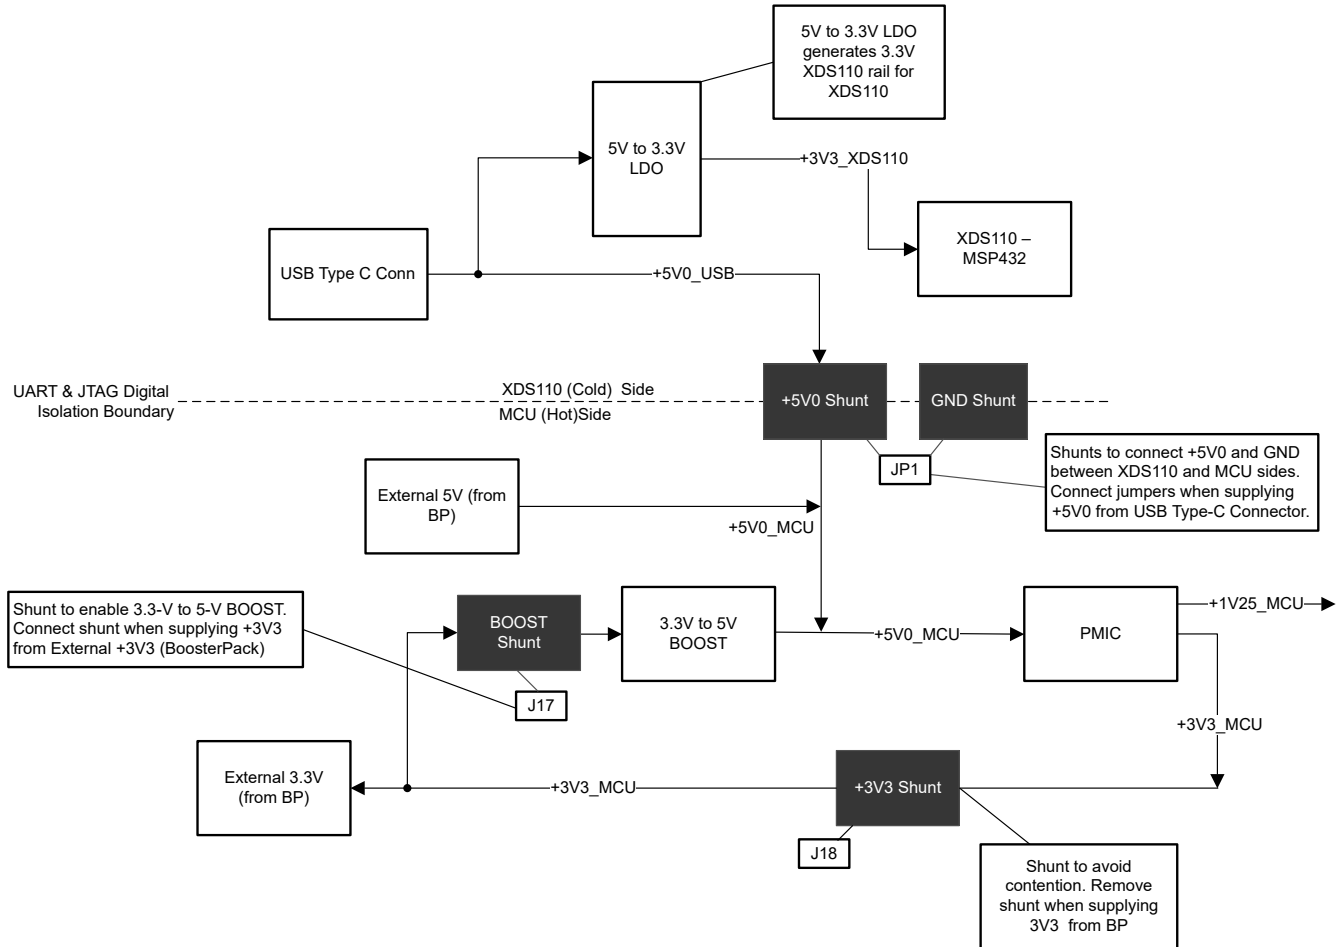 5V to 3.3V LDO
generates 3.3V
XDS110 rail for
XDS110
5V to 3.3V
LDO
+3V3_XDS110
XDS110 –
MSP432
USB Type C Conn
+5V0_USB
UART & JTAG Digital
Isolation Boundary
XDS110 (Cold) Side
MCU (Hot)Side
+5V0 Shunt
GND Shunt
JP1
Shunts to connect +5V0 and GND
between XDS110 and MCU sides.
Connect jumpers when supplying
+5V0 from USB Type-C Connector.
External 5V (from
BP)
+5V0_MCU
Shunt to enable 3.3-V to 5-V BOOST.
Connect shunt when supplying +3V3
from External +3V3 (BoosterPack)
BOOST
Shunt
3.3V to 5V
BOOST
+5V0_MCU
PMIC
+1V25_MCU
J17
+3V3_MCU
External 3.3V
(from BP)
+3V3_MCU
+3V3 Shunt
J18
Shunt to avoid
contention. Remove
shunt when supplying
3V3 from BP